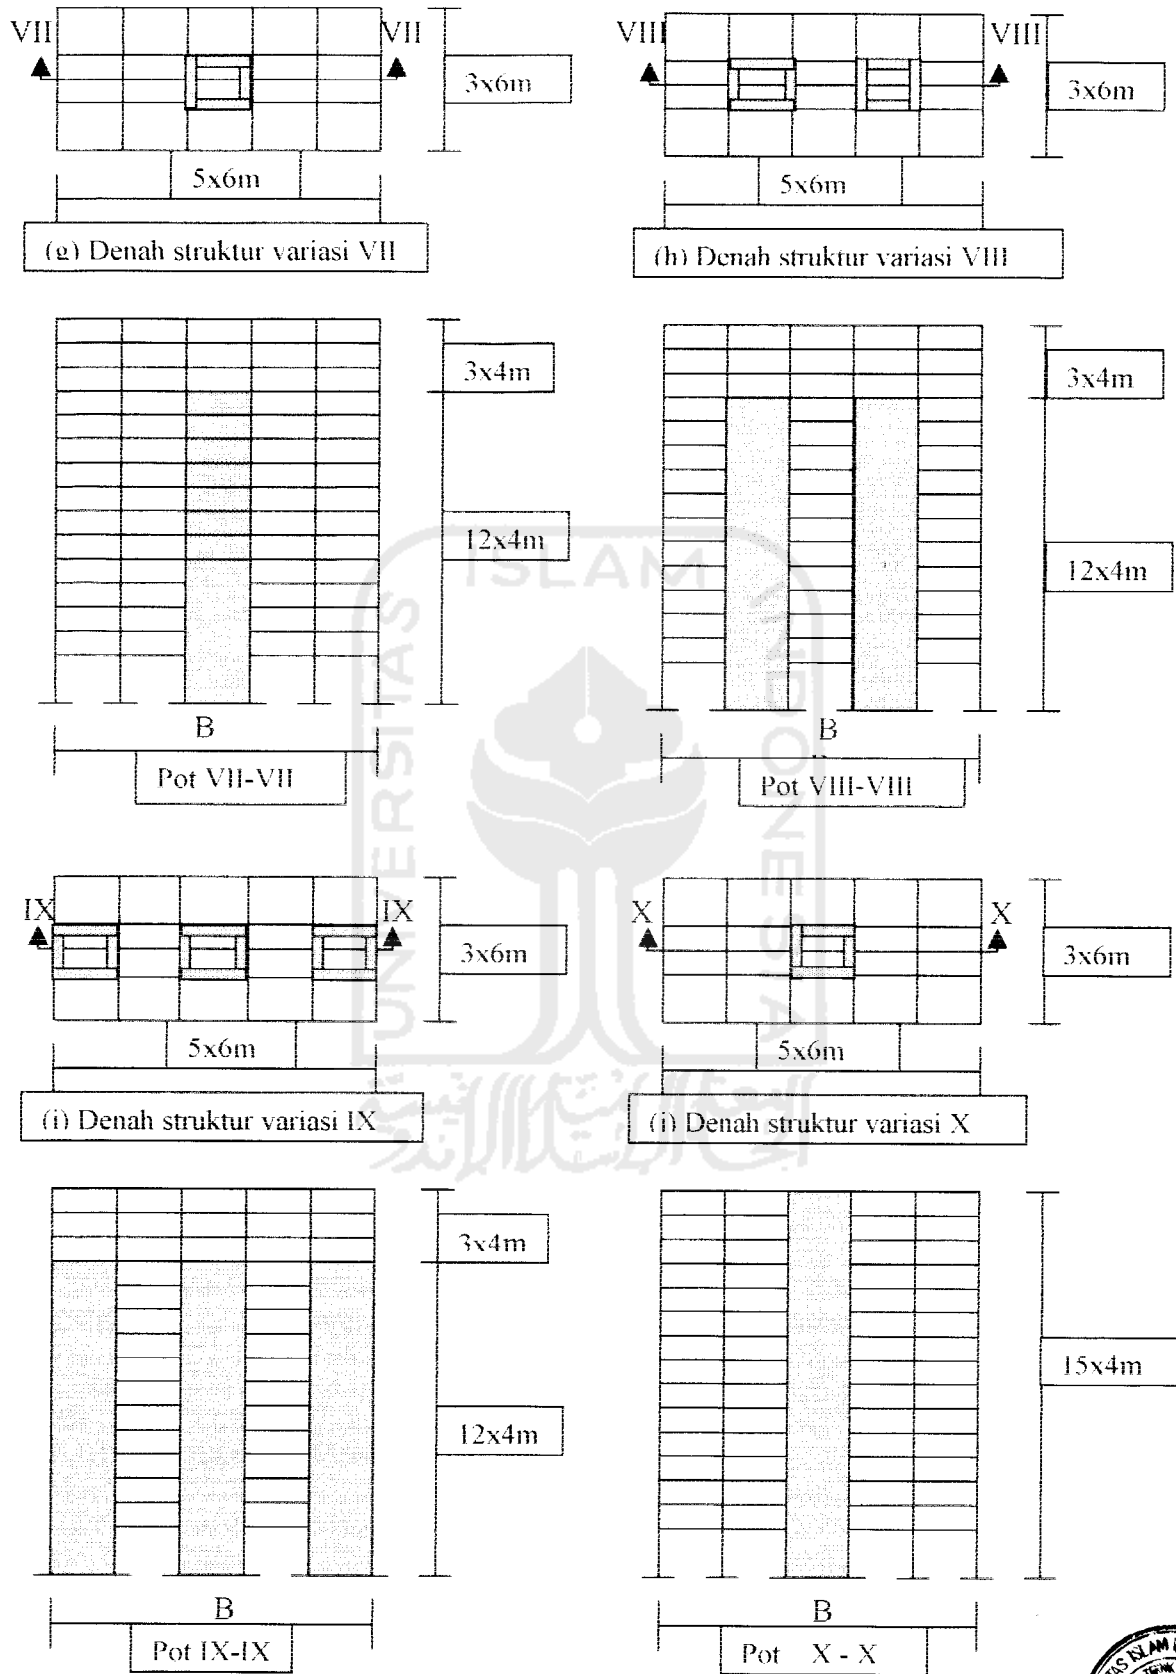 VII VII
3x6m
5x6m
(g) Denah struktur variasi VII
VIII VIII
3x6m
5x6m
(h) Denah struktur variasi VIII
3x4m
12x4m
B
Pot VII-VII
3x4m
12x4m
B
Pot VIII-VIII
IX IX
3x6m
5x6m
(i) Denah struktur variasi IX
X X
3x6m
5x6m
(i) Denah struktur variasi X
3x4m
12x4m
B
Pot IX-IX
15x4m
B
Pot X - X
UNIVERSITAS
ISLAM
INDONESIA